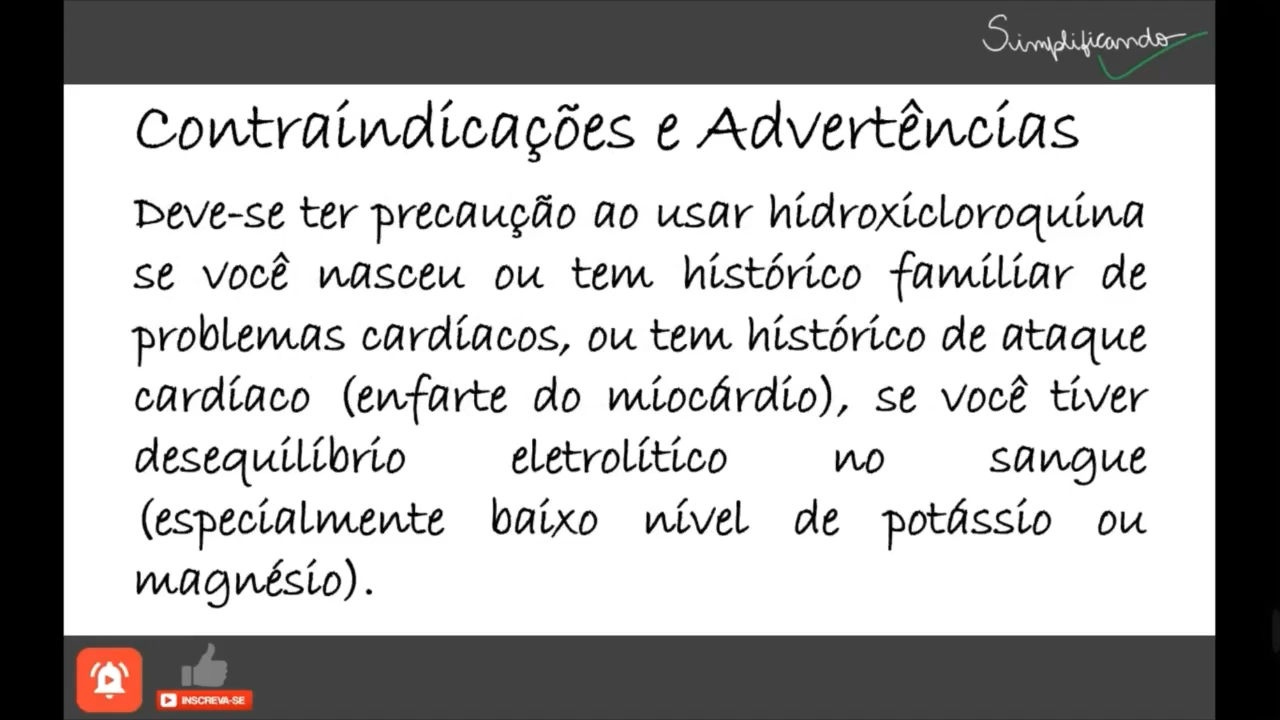 Simplificando
Contraindicações e Advertências
Deve-se ter precaução ao usar hidroxicloroquina
se você nasceu ou tem histórico familiar de
problemas cardíacos, ou tem histórico de ataque
cardíaco (enfarte do miocárdio), se você tiver
desequilíbrio eletrolítico no sangue
(especialmente baixo nível de potássio ou
magnésio).
INSCREVA-SE